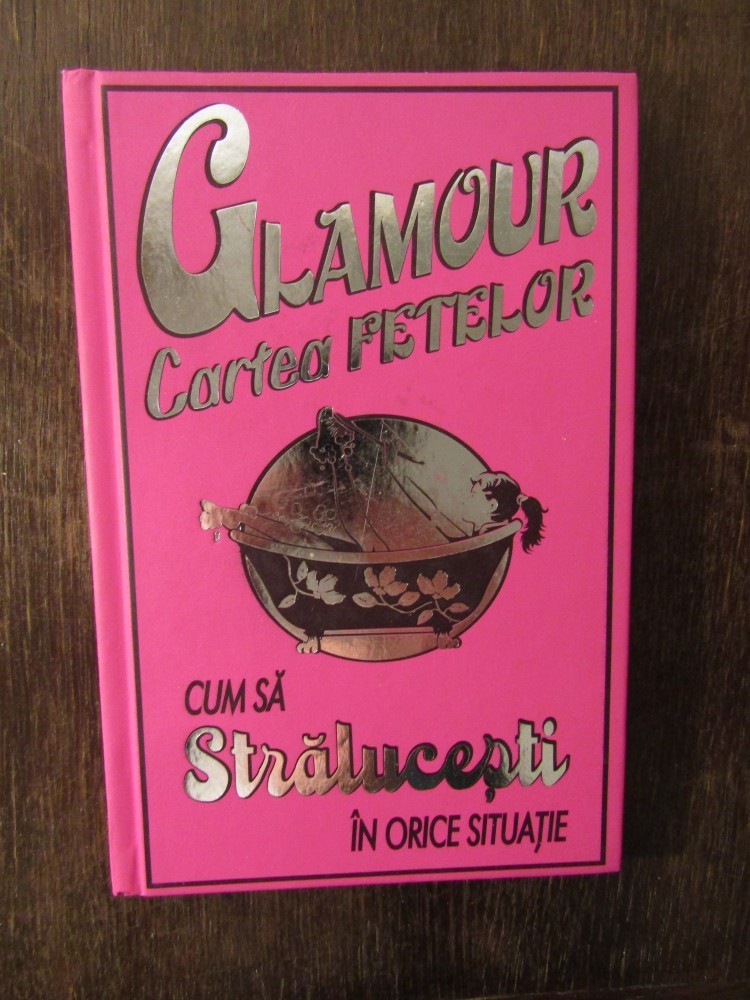 GLAMOUR
Cartea FETELOR
CUM SĂ
Strălucești
ÎN ORICE SITUAȚIE